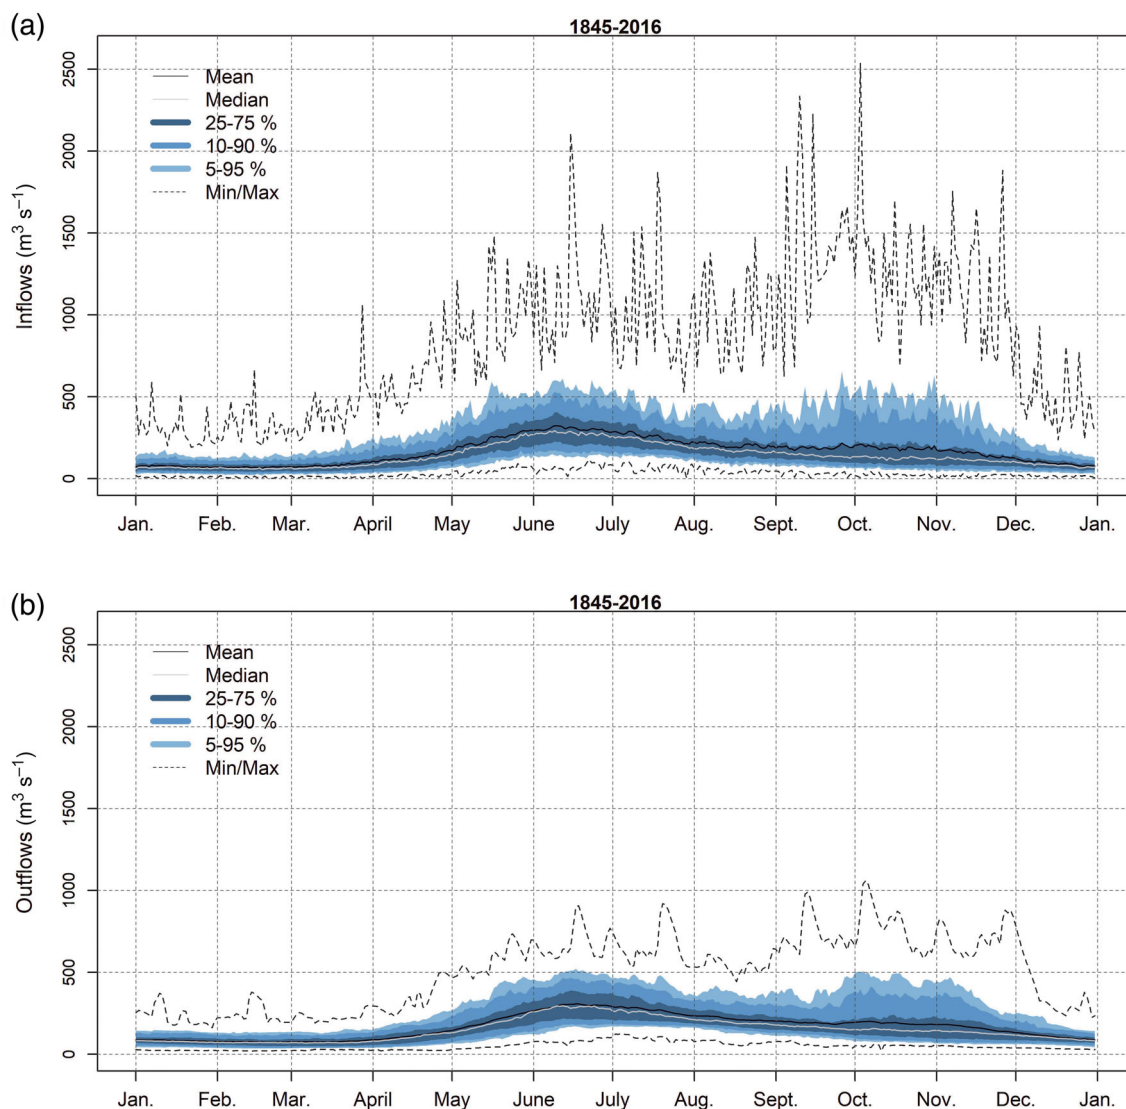 (a)
1845-2016
Inflows (m³ s⁻¹)
2500
2000
1500
1000
500
0
Mean
Median
25-75 %
10-90 %
5-95 %
Min/Max
Jan. Feb. Mar. April May June July Aug. Sept. Oct. Nov. Dec. Jan.
(b)
1845-2016
Outflows (m³ s⁻¹)
2500
2000
1500
1000
500
0
Mean
Median
25-75 %
10-90 %
5-95 %
Min/Max
Jan. Feb. Mar. April May June July Aug. Sept. Oct. Nov. Dec. Jan.